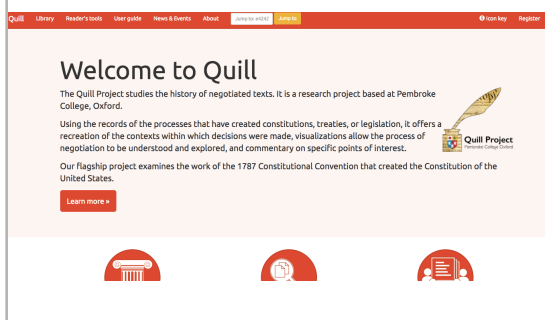 Quill Library Reader's tools User guide News & Events About Jump to: e4242 Jump to Icon key Register
Welcome to Quill
The Quill Project studies the history of negotiated texts. It is a research project based at Pembroke
College, Oxford.
Using the records of the processes that have created constitutions, treaties, or legislation, it offers a
recreation of the contexts within which decisions were made, visualizations allow the process of
negotiation to be understood and explored, and commentary on specific points of interest.
Quill Project
Pembroke College Oxford
Our flagship project examines the work of the 1787 Constitutional Convention that created the Constitution of the
United States.
Learn more »